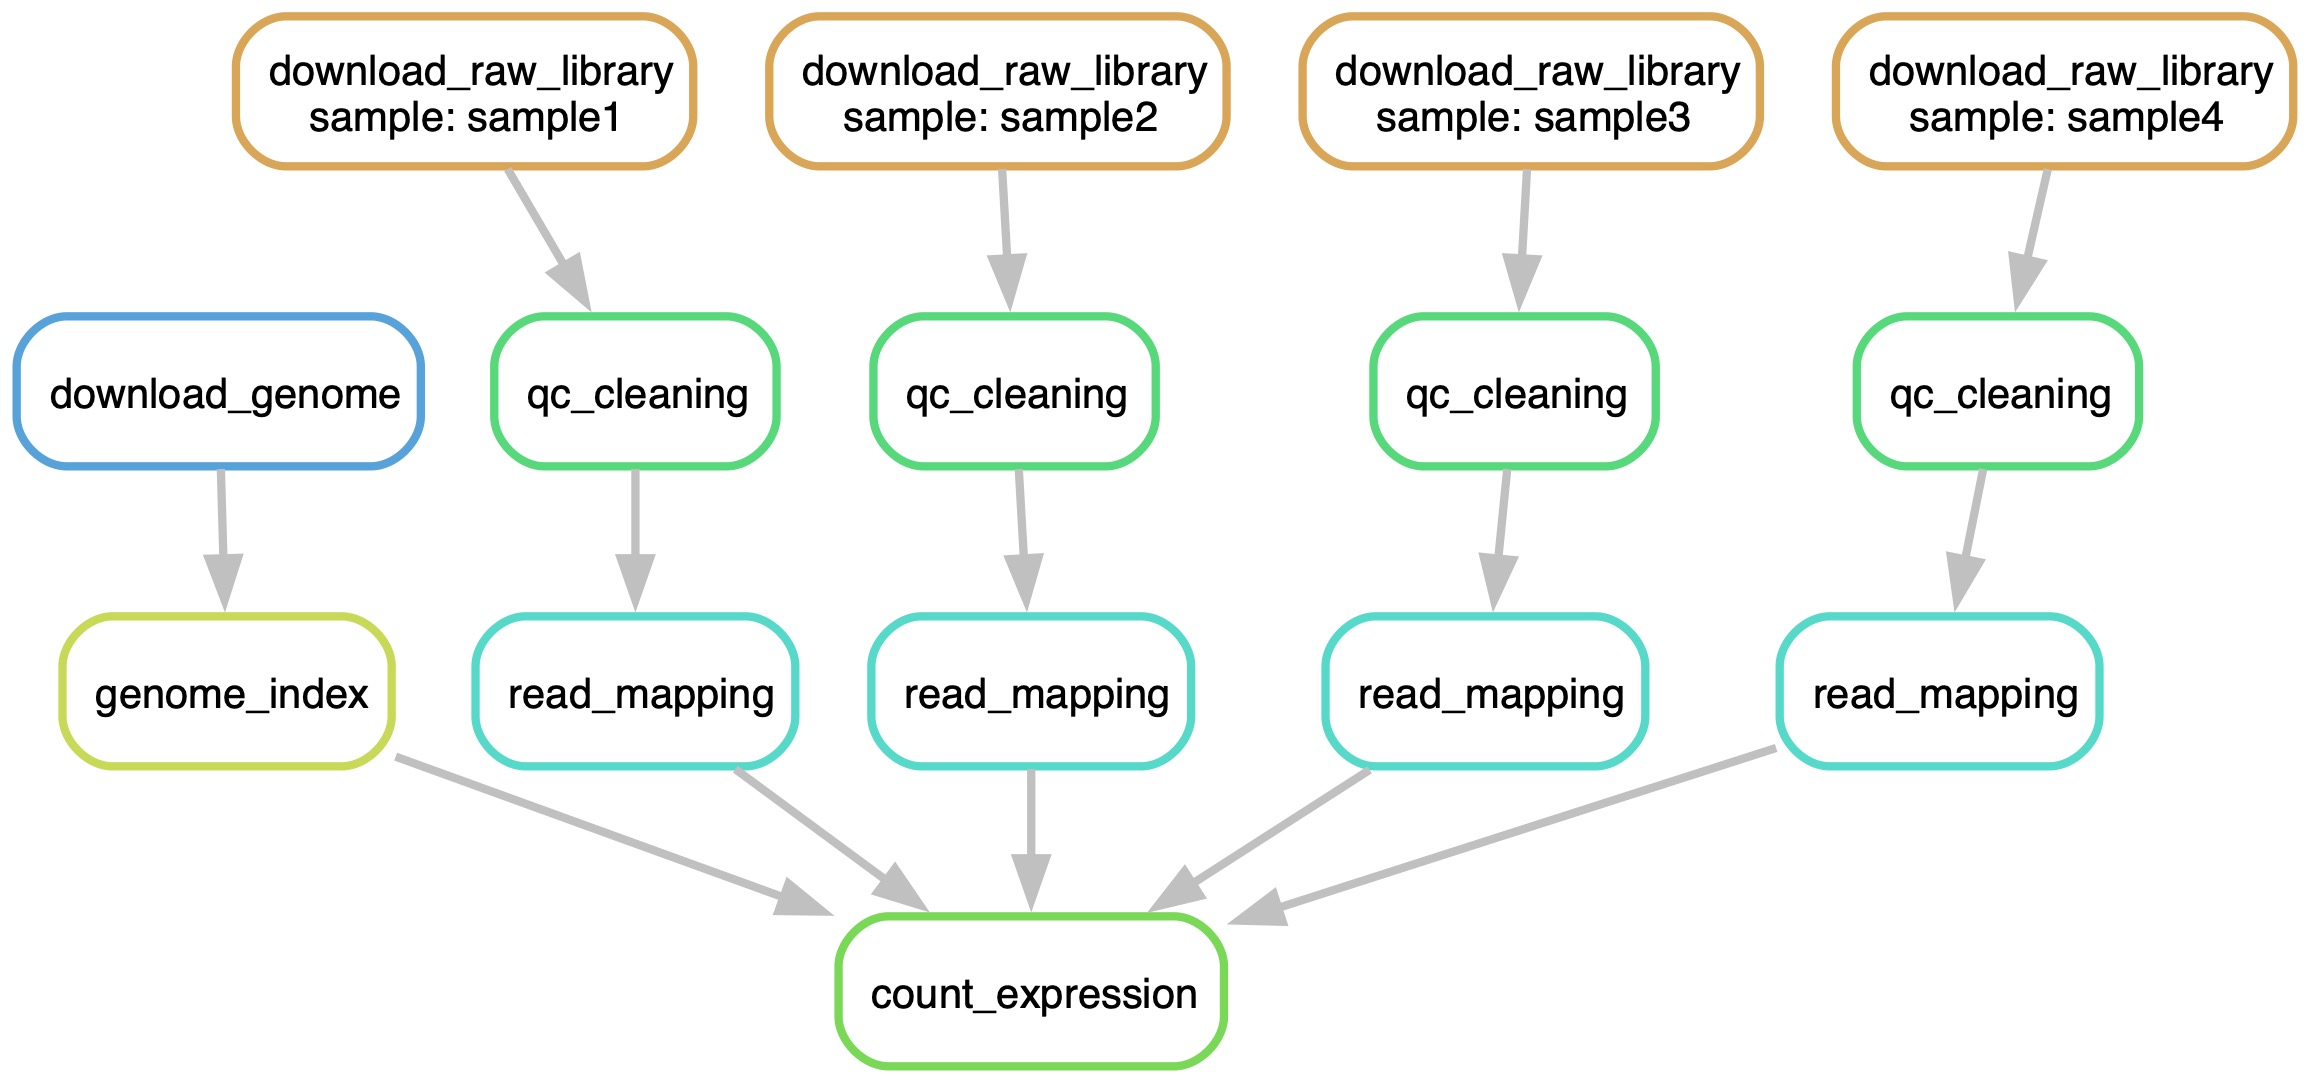 download_raw_library
sample: sample1
download_raw_library
sample: sample2
download_raw_library
sample: sample3
download_raw_library
sample: sample4
download_genome
qc_cleaning
qc_cleaning
qc_cleaning
qc_cleaning
genome_index
read_mapping
read_mapping
read_mapping
read_mapping
count_expression